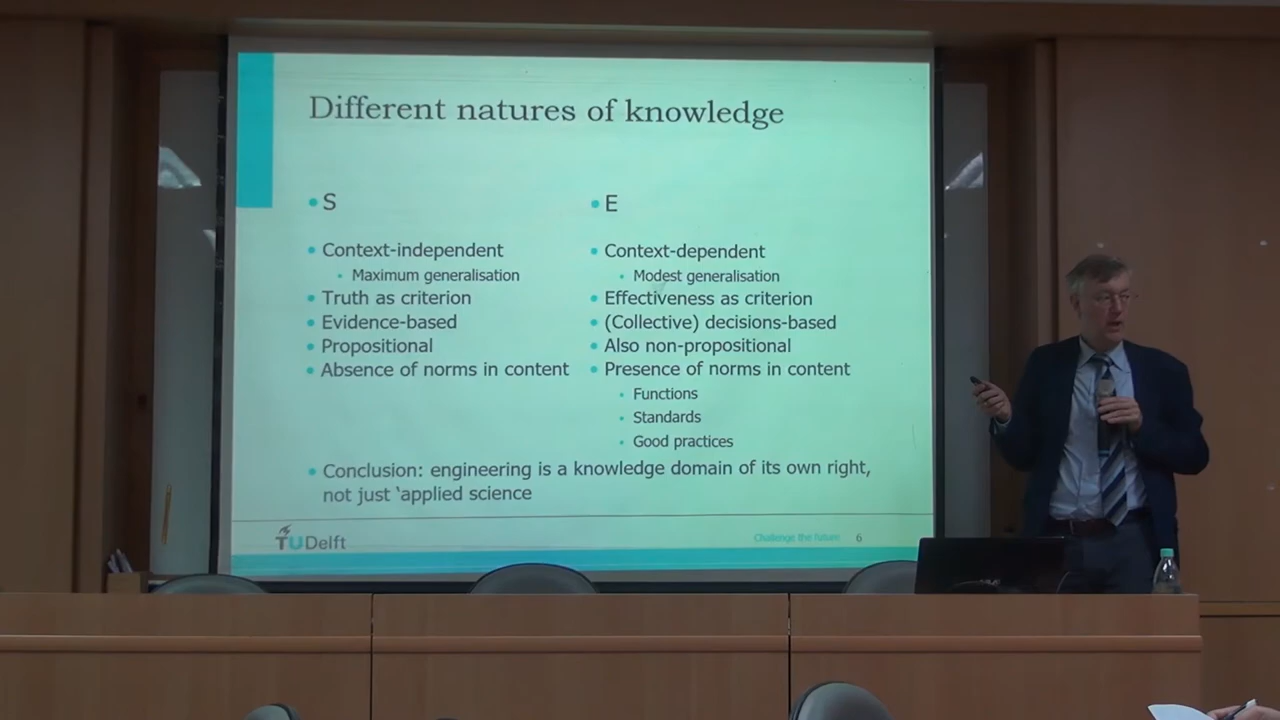 Different natures of knowledge
• S
• Context-independent
• Maximum generalisation
• Truth as criterion
• Evidence-based
• Propositional
• Absence of norms in content
• E
• Context-dependent
• Modest generalisation
• Effectiveness as criterion
• (Collective) decisions-based
• Also non-propositional
• Presence of norms in content
• Functions
• Standards
• Good practices
• Conclusion: engineering is a knowledge domain of its own right,
not just ‘applied science
TUDelft
Challenge the future 6